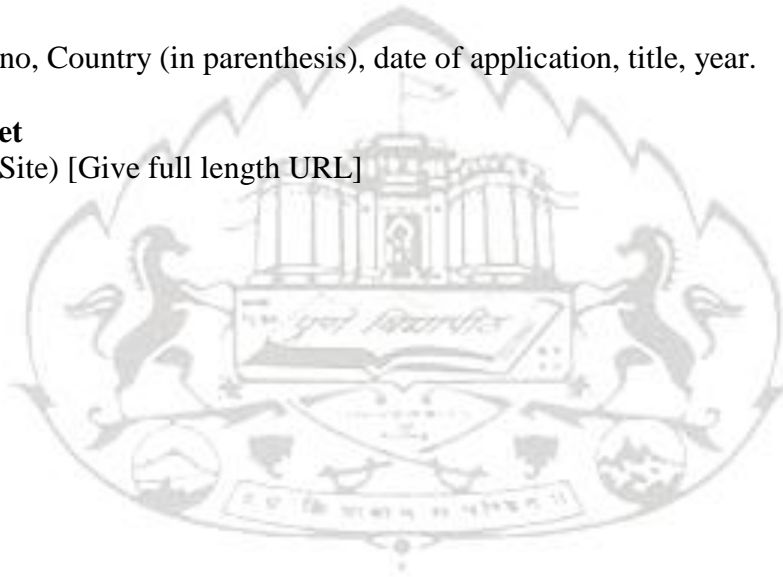 no, Country (in parenthesis), date of application, title, year.
et
Site) [Give full length URL]
पुणे विद्यापीठ